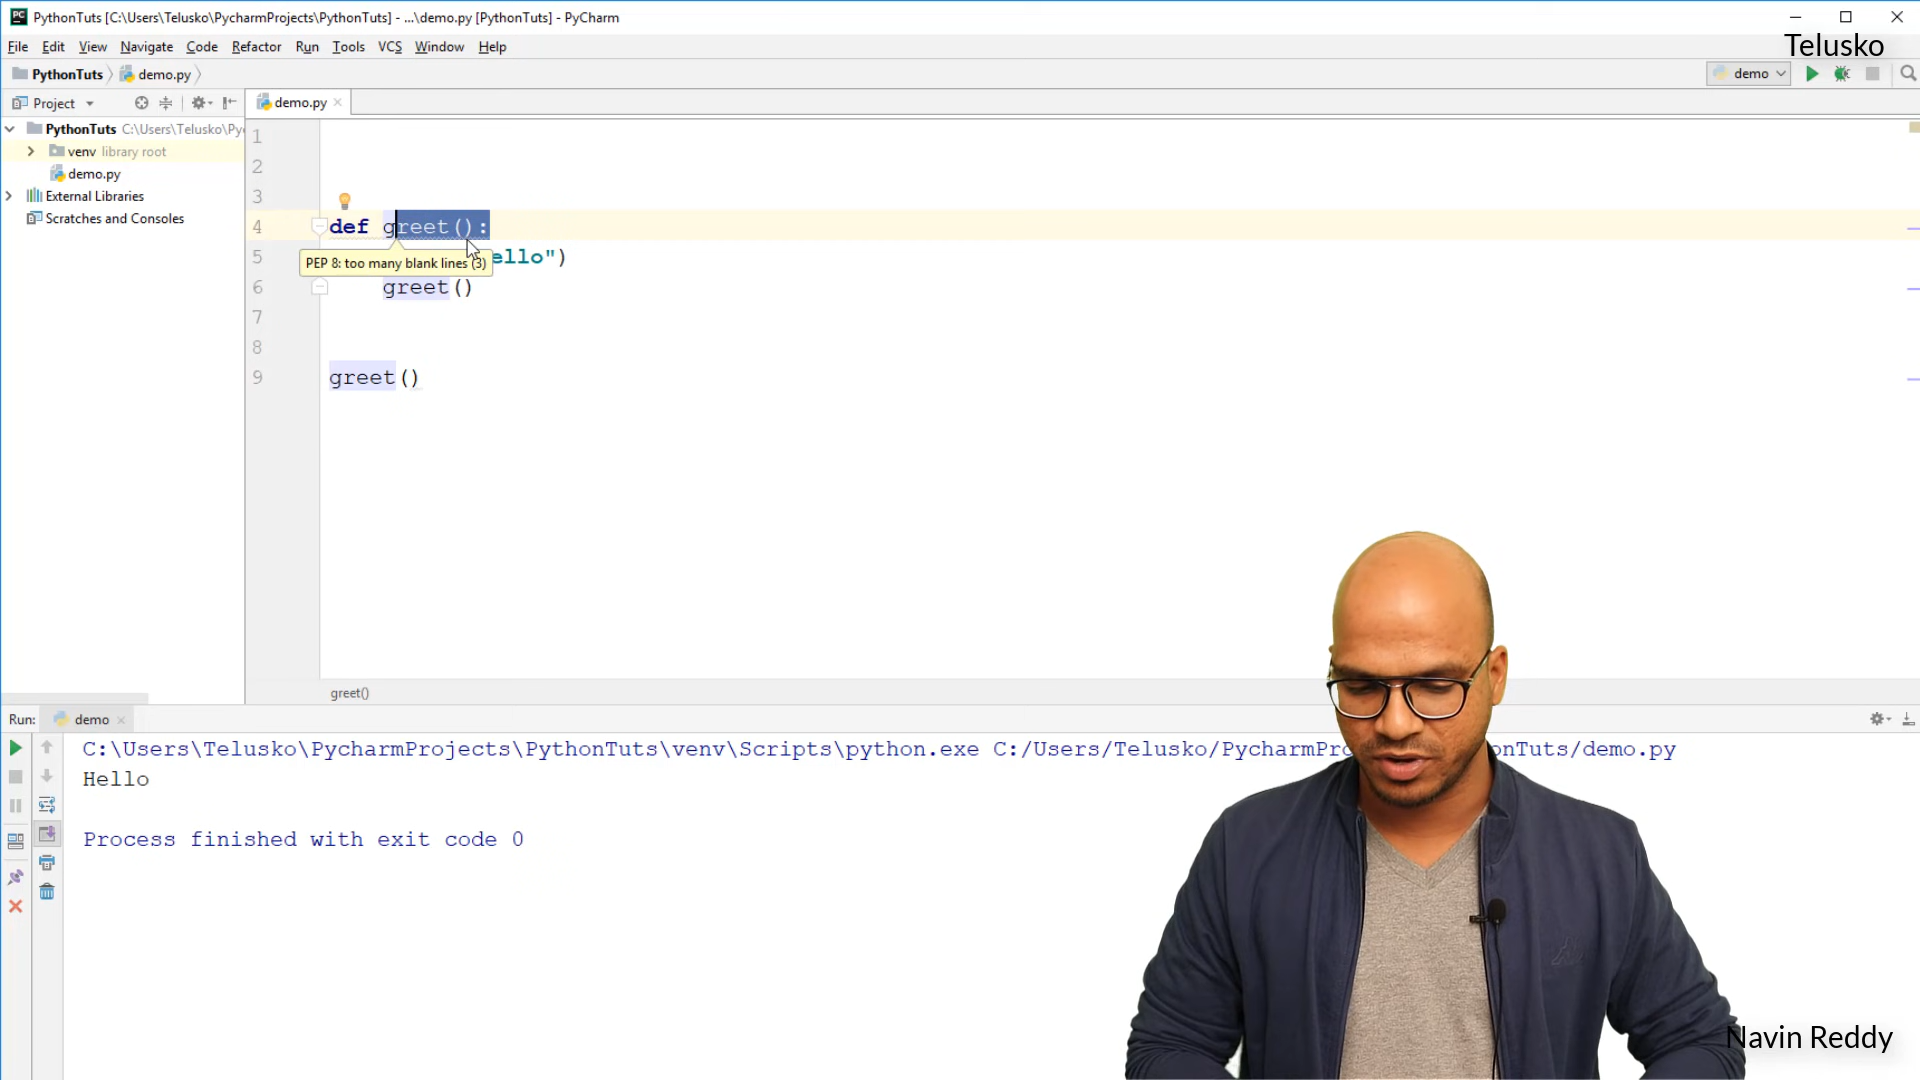 PythonTuts [C:\Users\Telusko\PycharmProjects\PythonTuts] - ...\demo.py [PythonTuts] - PyCharm
File Edit View Navigate Code Refactor Run Tools VCS Window Help
Telusko
PythonTuts demo.py
demo
Project
demo.py
PythonTuts C:\Users\Telusko\Py
venv library root
demo.py
External Libraries
Scratches and Consoles
1
2
3
4 def greet():
5 ello")
PEP 8: too many blank lines (3)
6 greet()
7
8
9 greet()
greet()
Run: demo
C:\Users\Telusko\PycharmProjects\PythonTuts\venv\Scripts\python.exe C:/Users/Telusko/PycharmPro onTuts/demo.py
Hello
Process finished with exit code 0
Navin Reddy